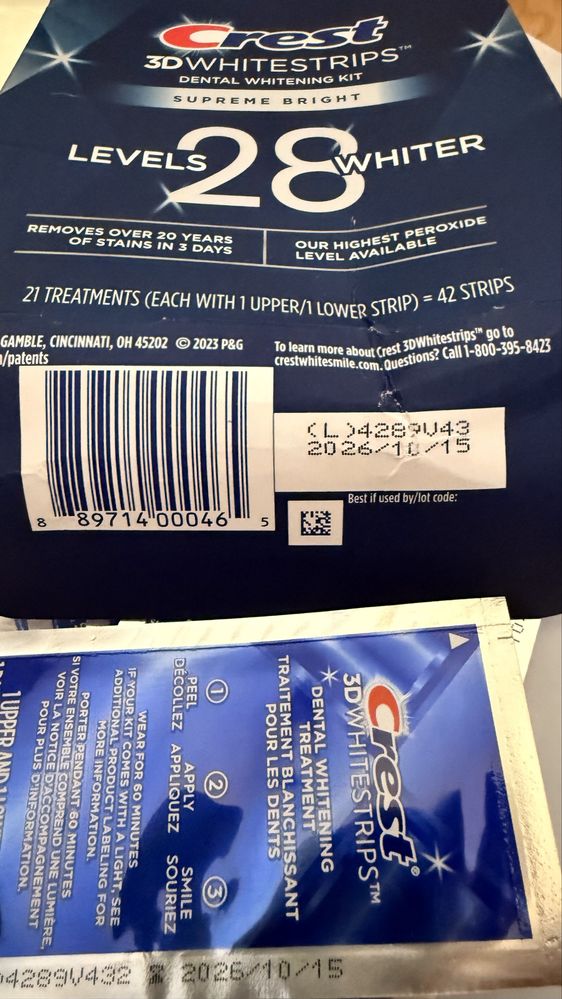 Crest
3DWHITESTRIPS™
DENTAL WHITENING KIT
SUPREME BRIGHT
LEVELS 28 WHITER
REMOVES OVER 20 YEARS
OF STAINS IN 3 DAYS
OUR HIGHEST PEROXIDE
LEVEL AVAILABLE
21 TREATMENTS (EACH WITH 1 UPPER/1 LOWER STRIP) = 42 STRIPS
GAMBLE, CINCINNATI, OH 45202 © 2023 P&G
/patents
To learn more about Crest 3DWhitestrips™ go to
crestwhitesmile.com. Questions? Call 1-800-395-8423
(L)4289V43
2026/10/15
Best if used by/lot code:
8 89714 00046 5
Crest®
3DWHITESTRIPS™
DENTAL WHITENING
TREATMENT
TRAITEMENT BLANCHISSANT
POUR LES DENTS
1 2 3
PEEL APPLY SMILE
DÉCOLLEZ APPLIQUEZ SOURIEZ
WEAR FOR 60 MINUTES
IF YOUR KIT COMES WITH A LIGHT, SEE
ADDITIONAL PRODUCT LABELING FOR
MORE INFORMATION.
PORTER PENDANT 60 MINUTES
SI VOTRE ENSEMBLE COMPREND UNE LUMIÈRE,
VOIR LA NOTICE D'ACCOMPAGNEMENT
POUR PLUS D'INFORMATION.
1 UPPER AND 1
4289V432 2026/10/15